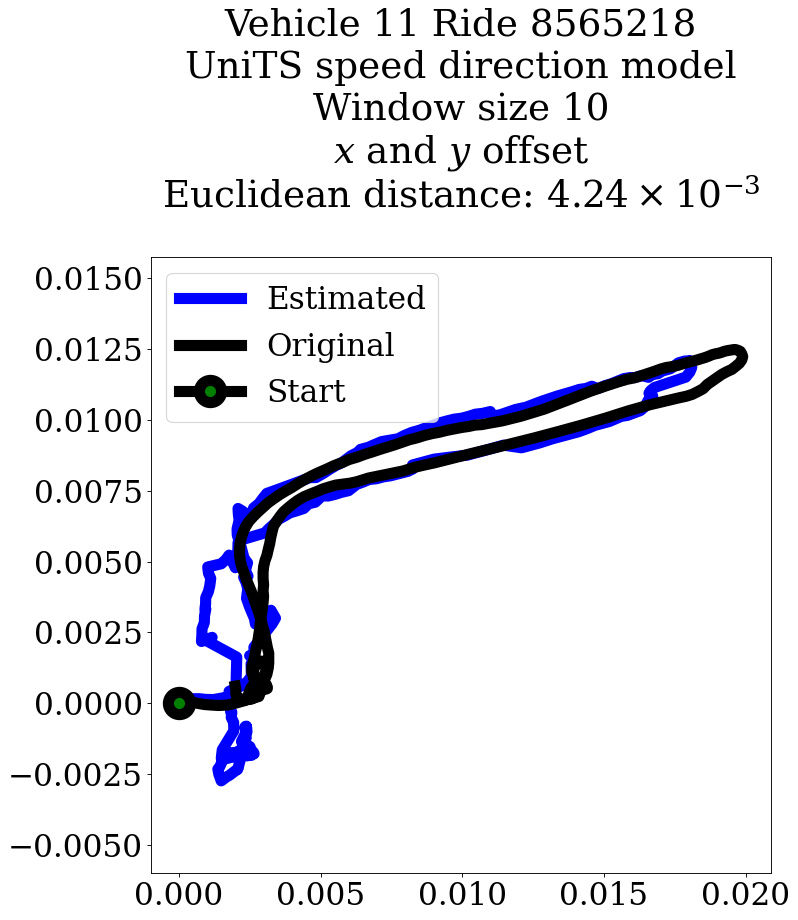 Vehicle 11 Ride 8565218
UniTS speed direction model
Window size 10
x and y offset
Euclidean distance: 4.24 × 10⁻³
0.0150
0.0125
0.0100
0.0075
0.0050
0.0025
0.0000
−0.0025
−0.0050
Estimated
Original
Start
0.000 0.005 0.010 0.015 0.020